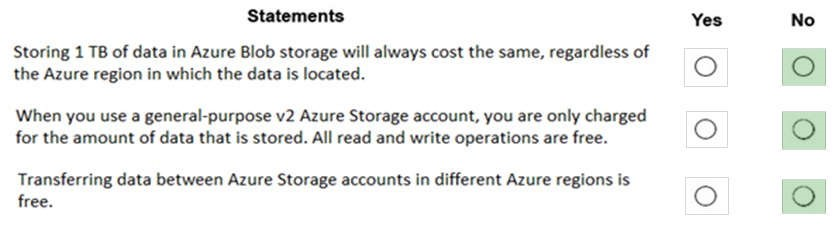 Statements Yes No
Storing 1 TB of data in Azure Blob storage will always cost the same, regardless of
the Azure region in which the data is located.
When you use a general-purpose v2 Azure Storage account, you are only charged
for the amount of data that is stored. All read and write operations are free.
Transferring data between Azure Storage accounts in different Azure regions is
free.